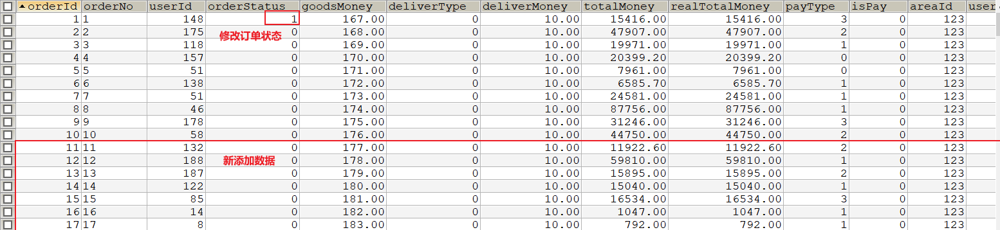 orderId orderNo userId orderStatus goodsMoney deliverType deliverMoney totalMoney realTotalMoney payType isPay areaId user
1 1 148 1 167.00 0 10.00 15416.00 15416.00 3 0 123
2 2 175 0 168.00 0 10.00 47907.00 47907.00 2 0 123
修改订单状态
3 3 118 0 169.00 0 10.00 19971.00 19971.00 1 0 123
4 4 157 0 170.00 0 10.00 20399.20 20399.20 0 0 123
5 5 51 0 171.00 0 10.00 7961.00 7961.00 0 0 123
6 6 138 0 172.00 0 10.00 6585.70 6585.70 1 0 123
7 7 51 0 173.00 0 10.00 24581.00 24581.00 1 0 123
8 8 46 0 174.00 0 10.00 87756.00 87756.00 1 0 123
9 9 178 0 175.00 0 10.00 31246.00 31246.00 3 0 123
10 10 58 0 176.00 0 10.00 44750.00 44750.00 2 0 123
11 11 132 0 177.00 0 10.00 11922.60 11922.60 2 0 123
12 12 188 0 178.00 0 10.00 59810.00 59810.00 1 0 123
新添加数据
13 13 187 0 179.00 0 10.00 15895.00 15895.00 2 0 123
14 14 122 0 180.00 0 10.00 15040.00 15040.00 1 0 123
15 15 85 0 181.00 0 10.00 16534.00 16534.00 3 0 123
16 16 14 0 182.00 0 10.00 1047.00 1047.00 1 0 123
17 17 8 0 183.00 0 10.00 792.00 792.00 1 0 123